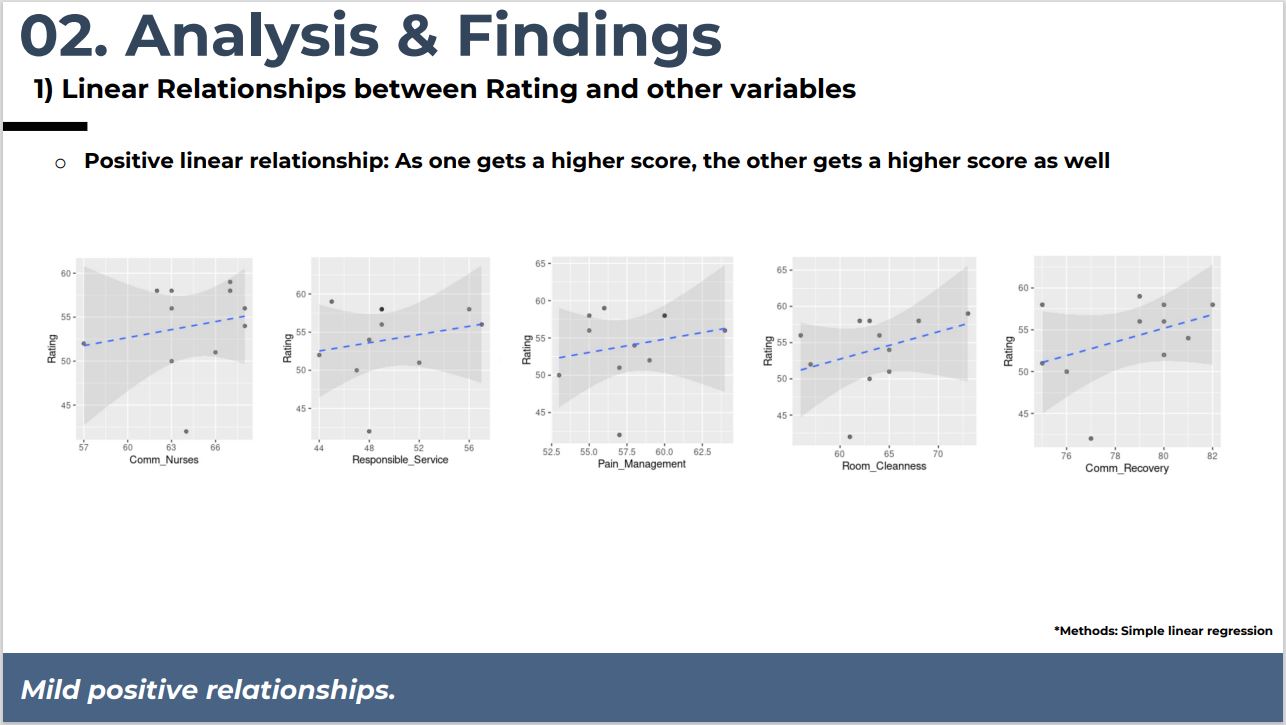 02. Analysis & Findings
1) Linear Relationships between Rating and other variables
Positive linear relationship: As one gets a higher score, the other gets a higher score as well
60
55
50
45
Rating
57 60 63 66
Comm_Nurses
60
55
50
45
Rating
44 48 52 56
Responsible_Service
65
60
55
50
45
Rating
52.5 55.0 57.5 60.0 62.5
Pain_Management
65
60
55
50
45
Rating
60 65 70
Room_Cleanness
60
55
50
45
Rating
76 78 80 82
Comm_Recovery
*Methods: Simple linear regression
Mild positive relationships.